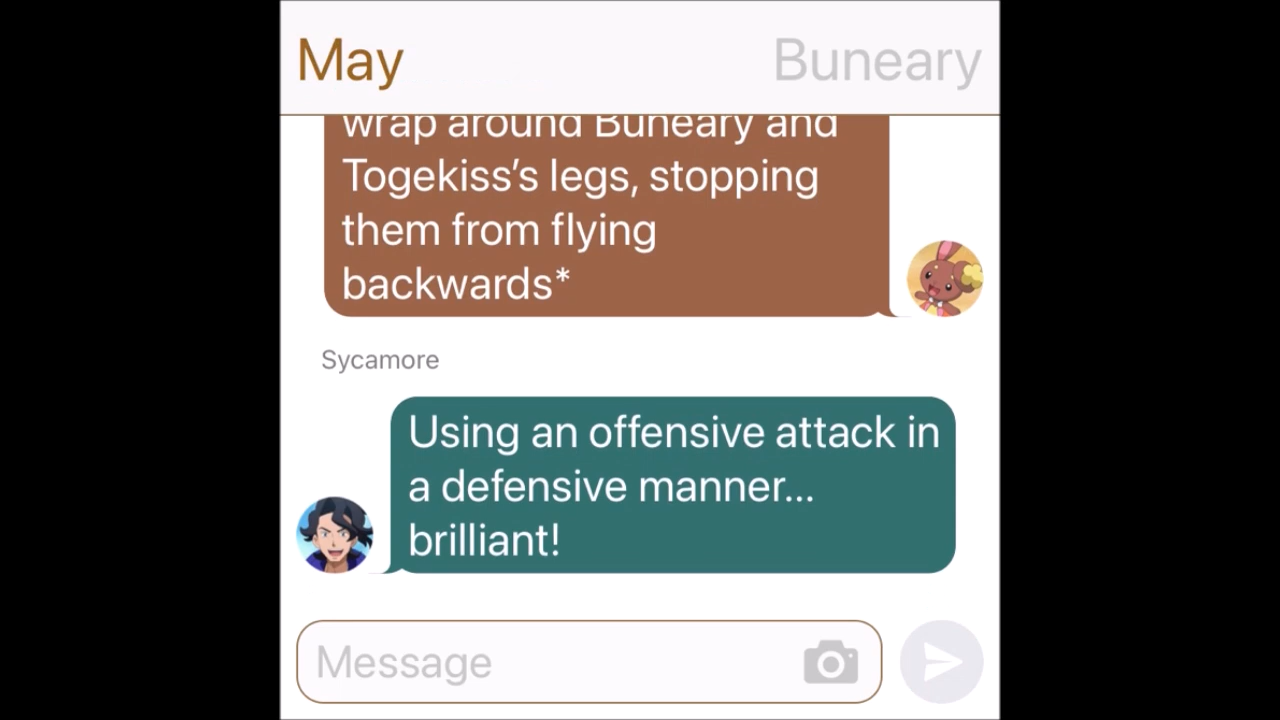 May
Buneary
wrap around Buneary and
Togekiss’s legs, stopping
them from flying
backwards*
Sycamore
Using an offensive attack in
a defensive manner...
brilliant!
Message